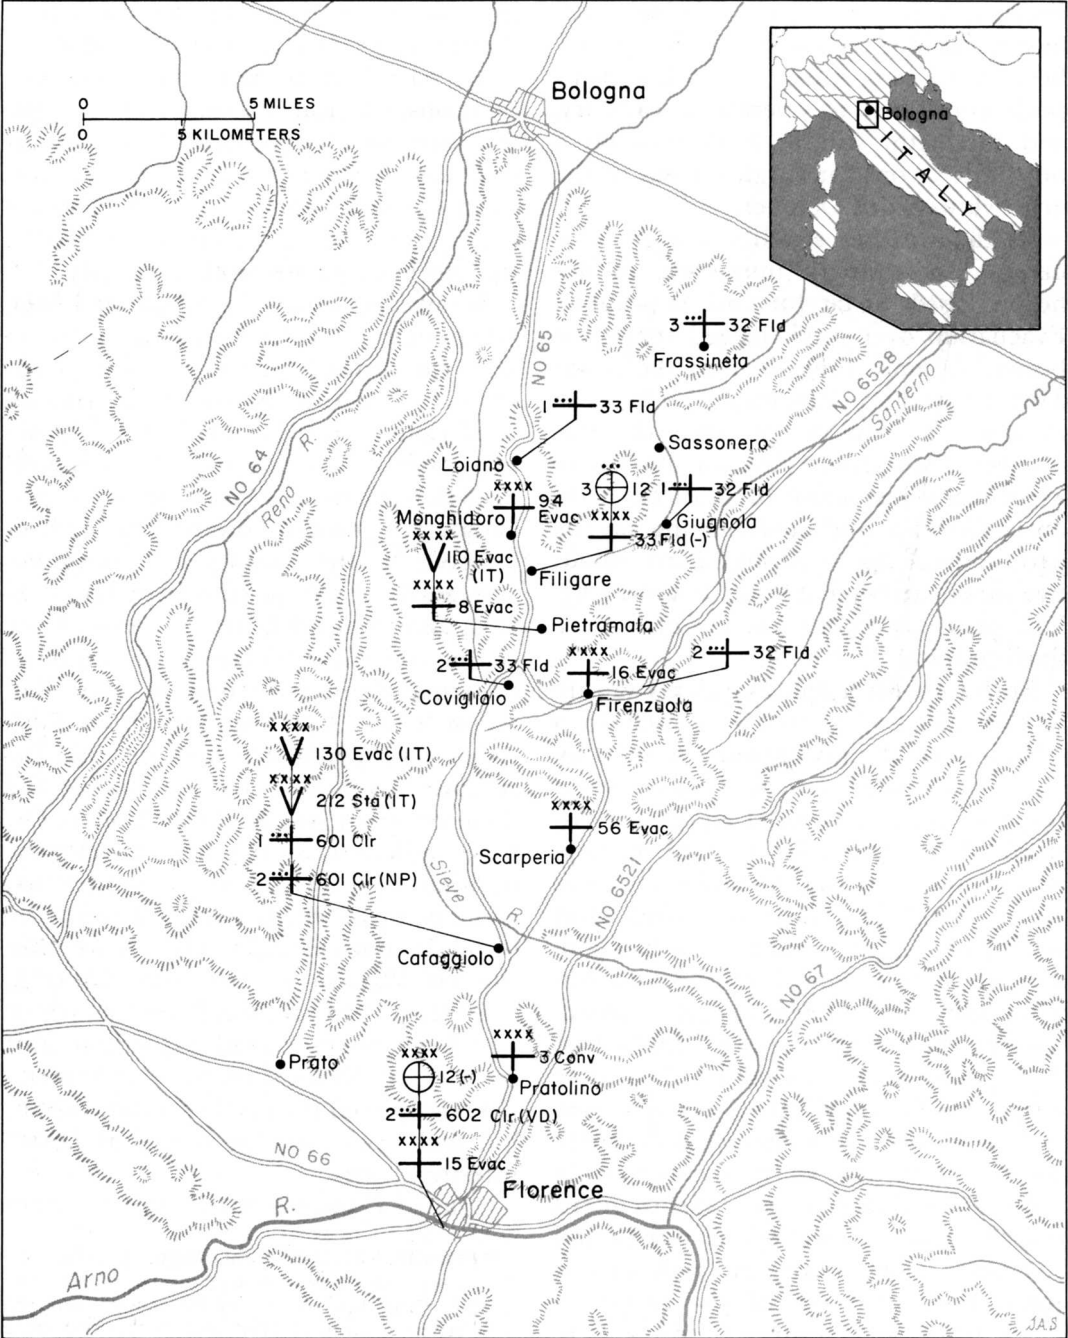 Bologna
0 5 MILES
0 5 KILOMETERS
Bologna
ITALY
3 32 Fld
Frassineta
NO 65
NO 6528
Santerno
1 33 Fld
Sassonero
Loiano
NO 64
Reno R.
xxxx
94 Evac
Monghidoro
xxxx
110 Evac (IT)
xxxx
8 Evac
3 12
xxxx
33 Fld (-)
1 32 Fld
Giugnola
Filigare
Pietramala
2 33 Fld
Covigliaio
xxxx
16 Evac
Firenzuola
2 32 Fld
xxxx
130 Evac (IT)
xxxx
212 Sta (IT)
1 601 Clr
2 601 Clr (NP)
xxxx
56 Evac
Scarperia
Sieve R.
NO 6521
Cafaggiolo
NO 67
Prato
xxxx
3 Conv
Pratolino
xxxx
12 (-)
2 602 Clr (VD)
xxxx
15 Evac
NO 66
Florence
Arno R.
J.A.S